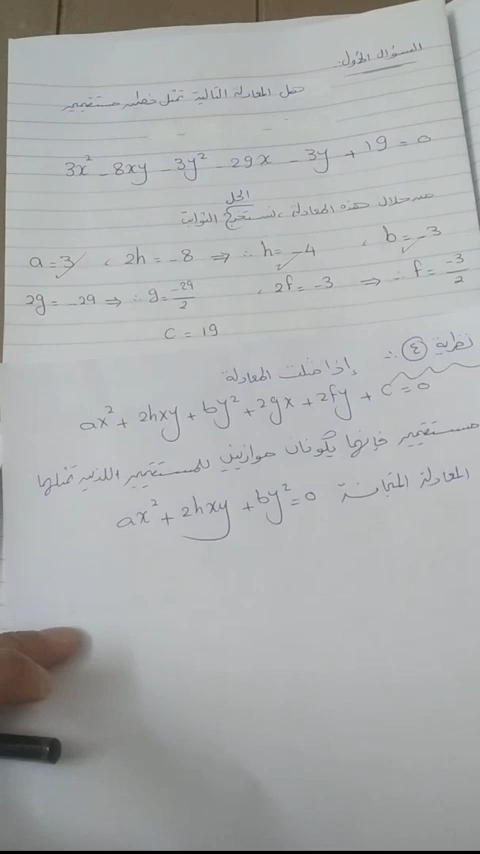 السؤال الأول:
هل المعادلة التالية تمثل خطين مستقيمين
3x² - 8xy - 3y² - 29x - 3y + 19 = 0
الحل
من خلال هذه المعادلة، نستخرج الثوابت
a = 3 ، 2h = -8 ⇒ ∴ h = -4 ، b = -3
2g = -29 ⇒ ∴ g = -29/2 ، 2f = -3 ⇒ ∴ f = -3/2
c = 19
نظرية ④ : إذا مثلت المعادلة
ax² + 2hxy + by² + 2gx + 2fy + c = 0
مستقيمين فإنهما يكونان موازيين للمستقيمين اللذين تمثلهما
المعادلة المتجانسة ax² + 2hxy + by² = 0